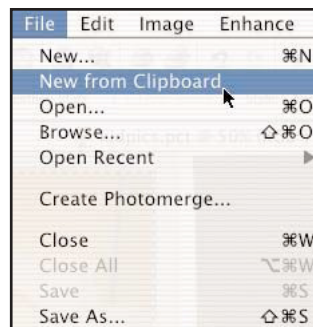 File Edit Image Enhance
New... ⌘N
New from Clipboard
Open... ⌘O
Browse... ⇧⌘O
Open Recent ▶
Create Photomerge...
Close ⌘W
Close All ⌥⌘W
Save ⌘S
Save As... ⇧⌘S